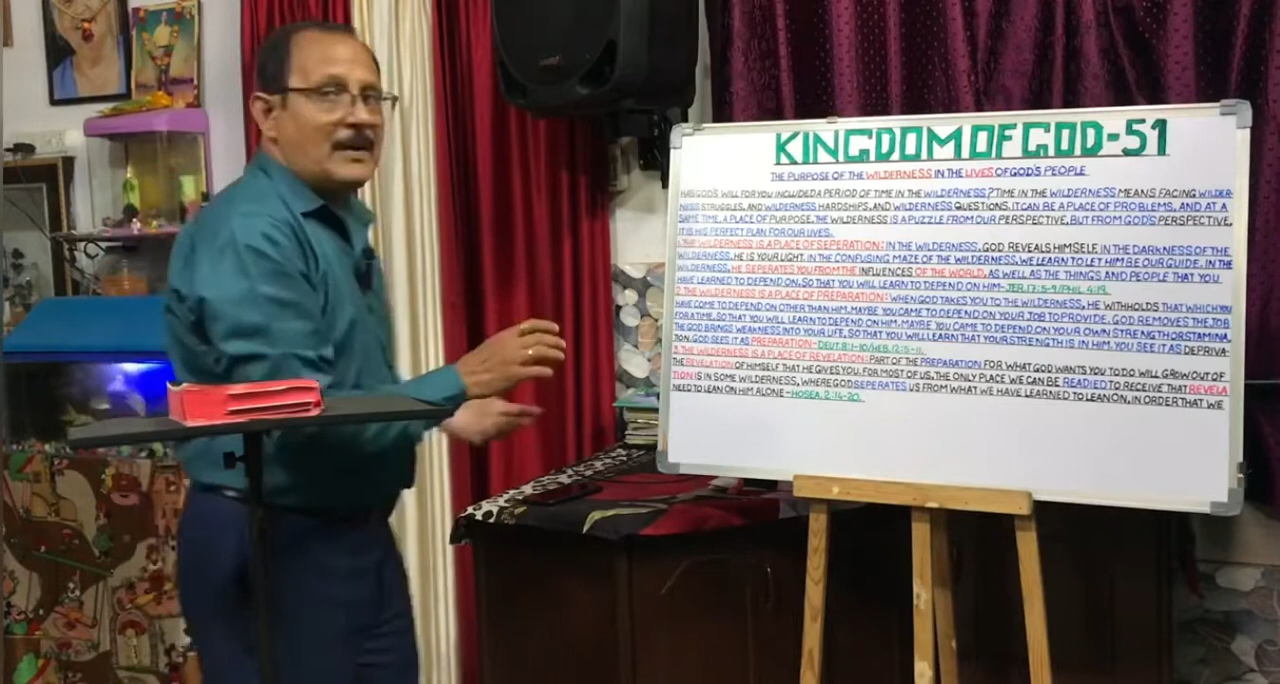 KINGDOM OF GOD-51
THE PURPOSE OF THE WILDERNESS IN THE LIVES OF GOD'S PEOPLE
HAS GOD'S WILL FOR YOU INCLUDED A PERIOD OF TIME IN THE WILDERNESS? TIME IN THE WILDERNESS MEANS FACING WILDER-
NESS STRUGGLES, AND WILDERNESS HARDSHIPS, AND WILDERNESS QUESTIONS. IT CAN BE A PLACE OF PROBLEMS, AND AT A
SAME TIME, A PLACE OF PURPOSE. THE WILDERNESS IS A PUZZLE FROM OUR PERSPECTIVE, BUT FROM GOD'S PERSPECTIVE,
IT IS HIS PERFECT PLAN FOR OUR LIVES.
1. THE WILDERNESS IS A PLACE OF SEPERATION: IN THE WILDERNESS, GOD REVEALS HIMSELF IN THE DARKNESS OF THE
WILDERNESS, HE IS YOUR LIGHT. IN THE CONFUSING MAZE OF THE WILDERNESS, WE LEARN TO LET HIM BE OUR GUIDE. IN THE
WILDERNESS, HE SEPERATES YOU FROM THE INFLUENCES OF THE WORLD, AS WELL AS THE THINGS AND PEOPLE THAT YOU
HAVE LEARNED TO DEPEND ON, SO THAT YOU WILL LEARN TO DEPEND ON HIM-JER.17:5-9/PHIL.4:19.
2. THE WILDERNESS IS A PLACE OF PREPARATION: WHEN GOD TAKES YOU TO THE WILDERNESS, HE WITHHOLDS THAT WHICH YOU
HAVE COME TO DEPEND ON OTHER THAN HIM. MAYBE YOU CAME TO DEPEND ON YOUR JOB TO PROVIDE. GOD REMOVES THE JOB
FOR A TIME, SO THAT YOU WILL LEARN TO DEPEND ON HIM. MAYBE YOU CAME TO DEPEND ON YOUR OWN STRENGTH OR STAMINA.
THE GOD BRINGS WEAKNESS INTO YOUR LIFE, SO THAT YOU WILL LEARN THAT YOUR STRENGTH IS IN HIM. YOU SEE IT AS DEPRIVA-
TION. GOD SEES IT AS PREPARATION-DEUT.8:1-10/HEB.12:5-11.
3. THE WILDERNESS IS A PLACE OF REVELATION: PART OF THE PREPARATION FOR WHAT GOD WANTS YOU TO DO WILL GROW OUT OF
THE REVELATION OF HIMSELF THAT HE GIVES YOU. FOR MOST OF US, THE ONLY PLACE WE CAN BE READIED TO RECEIVE THAT REVELA
TION IS IN SOME WILDERNESS, WHERE GOD SEPERATES US FROM WHAT WE HAVE LEARNED TO LEAN ON, IN ORDER THAT WE
NEED TO LEAN ON HIM ALONE-HOSEA.2:14-20.